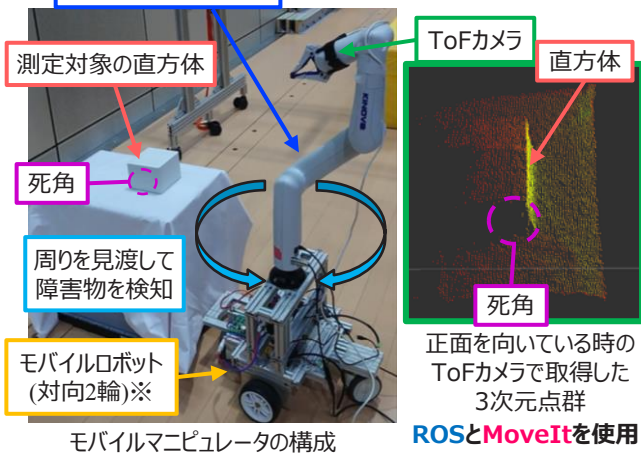 測定対象の直方体
死角
周りを見渡して
障害物を検知
モバイルロボット
(対向2輪)※
モバイルマニピュレータの構成
ToFカメラ
直方体
死角
正面を向いている時の
ToFカメラで取得した
3次元点群
ROSとMoveItを使用